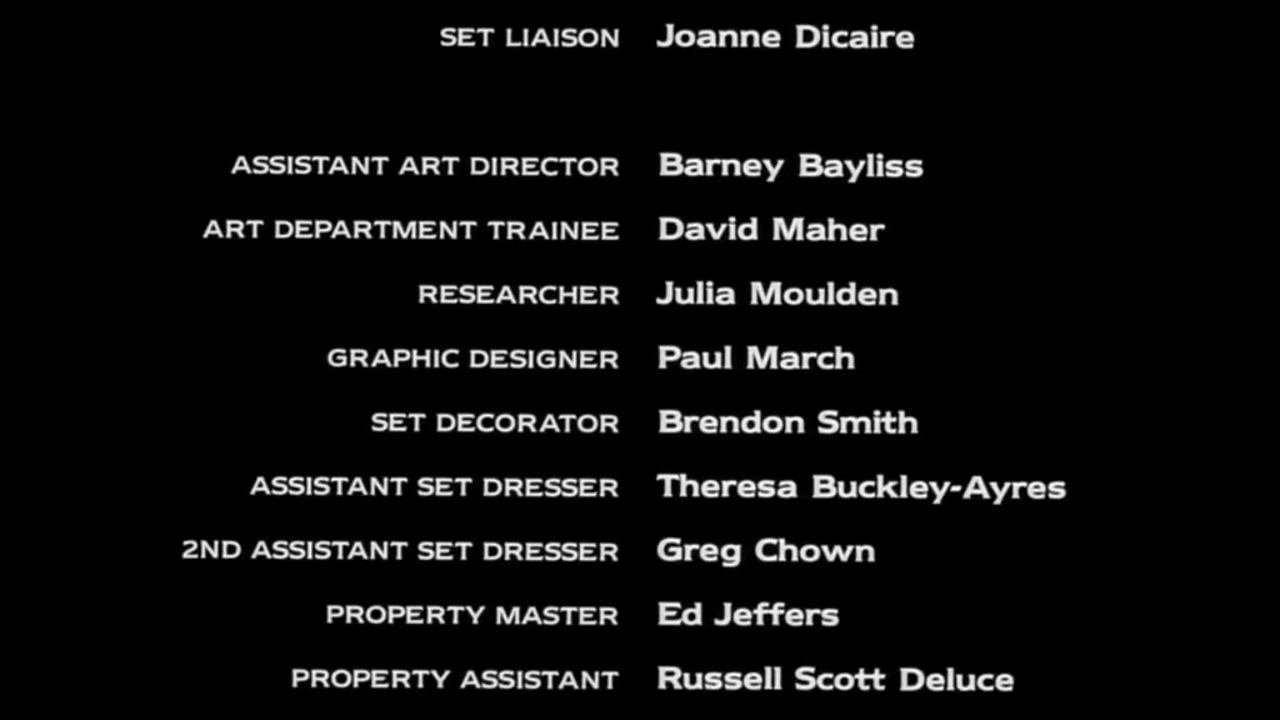 SET LIAISON Joanne Dicaire
ASSISTANT ART DIRECTOR Barney Bayliss
ART DEPARTMENT TRAINEE David Maher
RESEARCHER Julia Moulden
GRAPHIC DESIGNER Paul March
SET DECORATOR Brendon Smith
ASSISTANT SET DRESSER Theresa Buckley-Ayres
2ND ASSISTANT SET DRESSER Greg Chown
PROPERTY MASTER Ed Jeffers
PROPERTY ASSISTANT Russell Scott Deluce